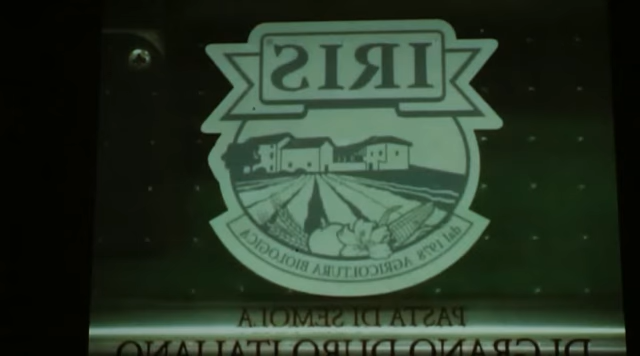 IRIS
dal 1978 AGRICOLTURA BIOLOGICA
PASTA DI SEMOLA
DI GRANO DURO ITALIANO